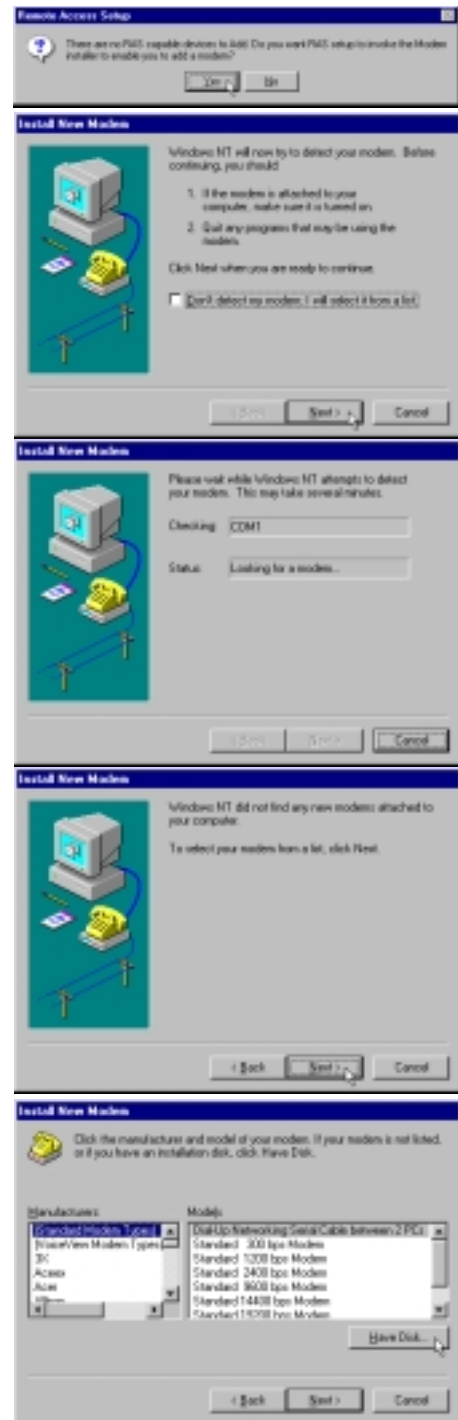 Remote Access Setup
There are no RAS capable devices to Add. Do you want RAS setup to invoke the Modem
installer to enable you to add a modem?
Yes No
Install New Modem
Windows NT will now try to detect your modem. Before
continuing, you should:
1. If the modem is attached to your
computer, make sure it is turned on.
2. Quit any programs that may be using the
modem.
Click Next when you are ready to continue.
Don't detect my modem; I will select it from a list.
< Back Next > Cancel
Install New Modem
Please wait while Windows NT attempts to detect
your modem. This may take several minutes.
Checking: COM1
Status: Looking for a modem...
< Back Next > Cancel
Install New Modem
Windows NT did not find any new modems attached to
your computer.
To select your modem from a list, click Next.
< Back Next > Cancel
Install New Modem
Click the manufacturer and model of your modem. If your modem is not listed,
or if you have an installation disk, click Have Disk.
Manufacturers: Models:
(Standard Modem Types) Dial-Up Networking Serial Cable between 2 PCs
(VoiceView Modem Types) Standard 300 bps Modem
3X Standard 1200 bps Modem
Aceex Standard 2400 bps Modem
Acer Standard 9600 bps Modem
Standard 14400 bps Modem
Standard 19200 bps Modem
Have Disk...
< Back Next > Cancel